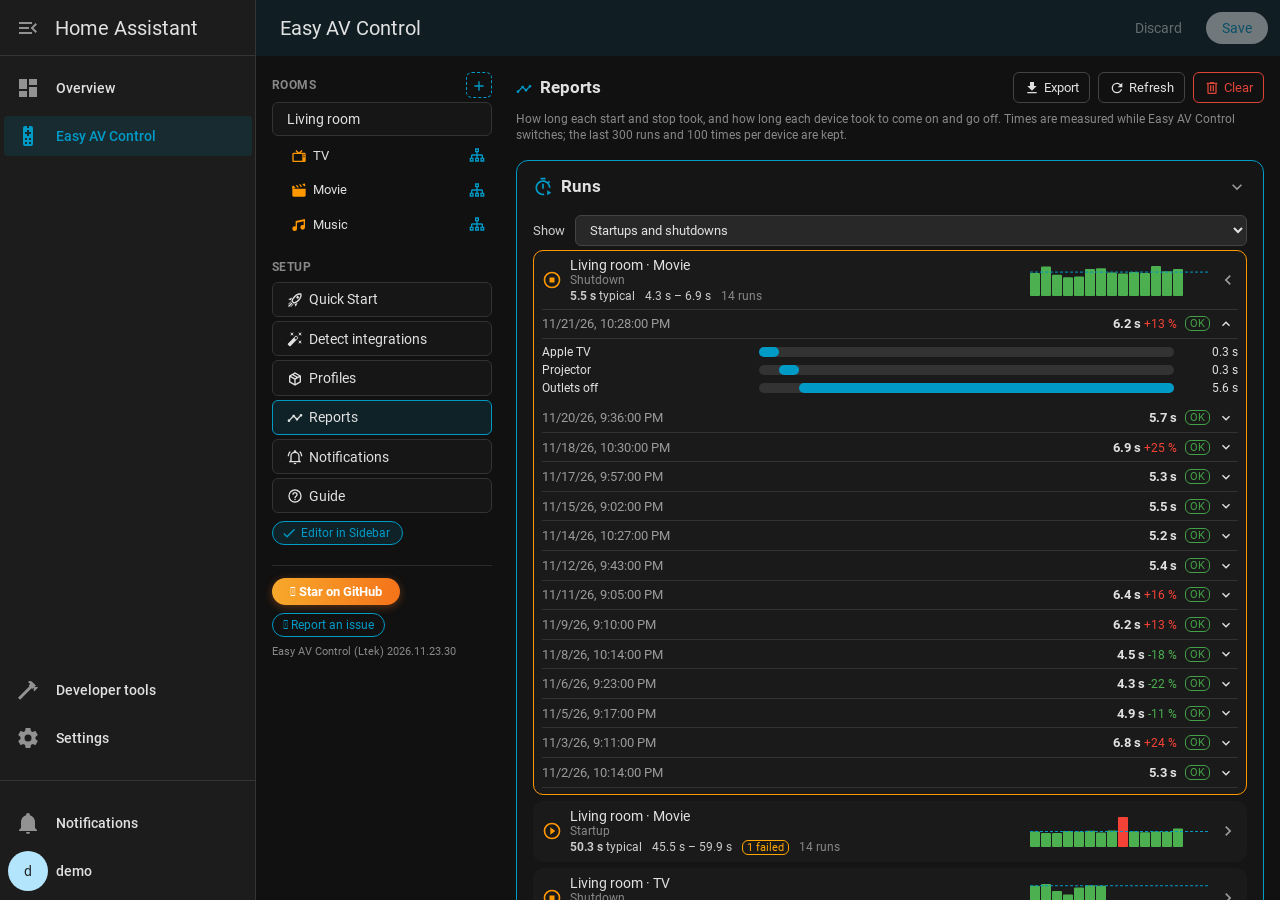 Home Assistant
Easy AV Control
Discard
Save
Overview
Easy AV Control
Developer tools
Settings
Notifications
d
demo
ROOMS
Living room
TV
Movie
Music
SETUP
Quick Start
Detect integrations
Profiles
Reports
Notifications
Guide
Editor in Sidebar
Star on GitHub
Report an issue
Easy AV Control (Ltek) 2026.11.23.30
Reports
Export
Refresh
Clear
How long each start and stop took, and how long each device took to come on and go off. Times are measured while Easy AV Control
switches; the last 300 runs and 100 times per device are kept.
Runs
Show
Startups and shutdowns
Living room · Movie
Shutdown
5.5 s typical 4.3 s – 6.9 s 14 runs
11/21/26, 10:28:00 PM 6.2 s +13 % OK
Apple TV 0.3 s
Projector 0.3 s
Outlets off 5.6 s
11/20/26, 9:36:00 PM 5.7 s OK
11/18/26, 10:30:00 PM 6.9 s +25 % OK
11/17/26, 9:57:00 PM 5.3 s OK
11/15/26, 9:02:00 PM 5.5 s OK
11/14/26, 10:27:00 PM 5.2 s OK
11/12/26, 9:43:00 PM 5.4 s OK
11/11/26, 9:05:00 PM 6.4 s +16 % OK
11/9/26, 9:10:00 PM 6.2 s +13 % OK
11/8/26, 10:14:00 PM 4.5 s -18 % OK
11/6/26, 9:23:00 PM 4.3 s -22 % OK
11/5/26, 9:17:00 PM 4.9 s -11 % OK
11/3/26, 9:11:00 PM 6.8 s +24 % OK
11/2/26, 10:14:00 PM 5.3 s OK
Living room · Movie
Startup
50.3 s typical 45.5 s – 59.9 s 1 failed 14 runs
Living room · TV
Shutdown